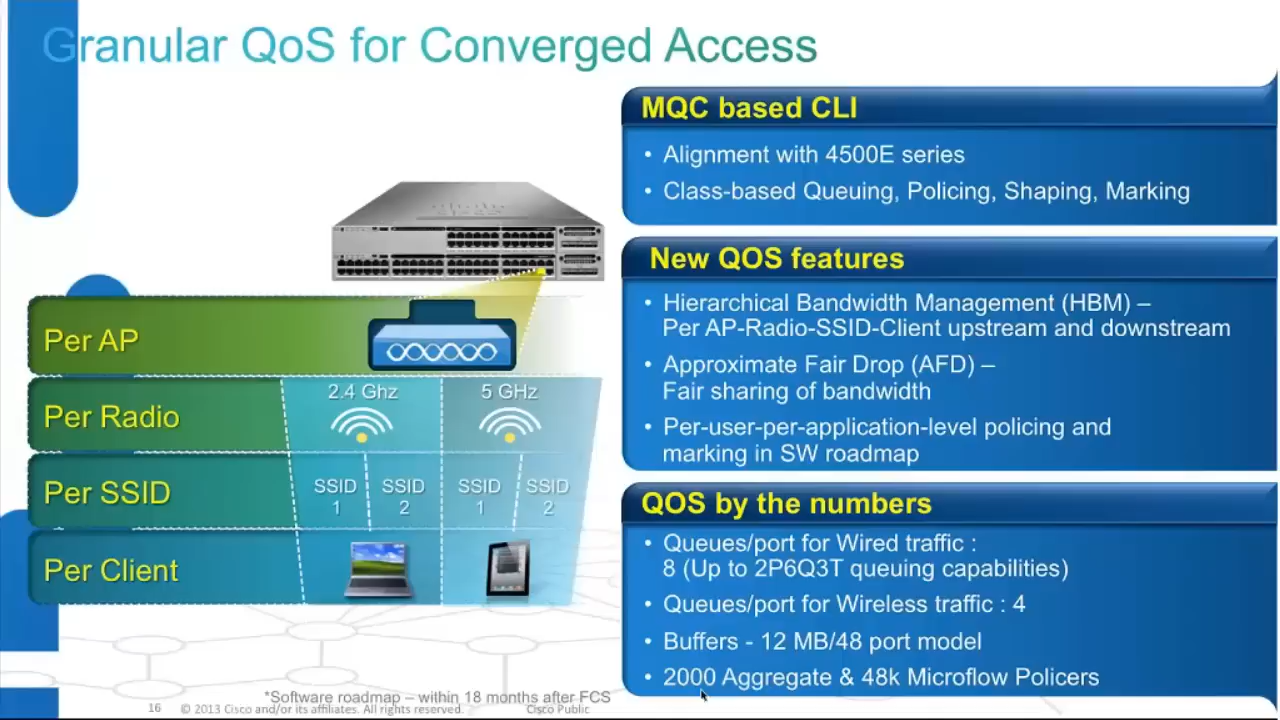 Granular QoS for Converged Access
MQC based CLI
• Alignment with 4500E series
• Class-based Queuing, Policing, Shaping, Marking
New QOS features
• Hierarchical Bandwidth Management (HBM) –
Per AP-Radio-SSID-Client upstream and downstream
• Approximate Fair Drop (AFD) –
Fair sharing of bandwidth
• Per-user-per-application-level policing and
marking in SW roadmap
QOS by the numbers
• Queues/port for Wired traffic :
8 (Up to 2P6Q3T queuing capabilities)
• Queues/port for Wireless traffic : 4
• Buffers - 12 MB/48 port model
• 2000 Aggregate & 48k Microflow Policers
Per AP
Per Radio
2.4 Ghz
5 GHz
Per SSID
SSID
1
SSID
2
SSID
1
SSID
2
Per Client
*Software roadmap – within 18 months after FCS
16
© 2013 Cisco and/or its affiliates. All rights reserved.
Cisco Public